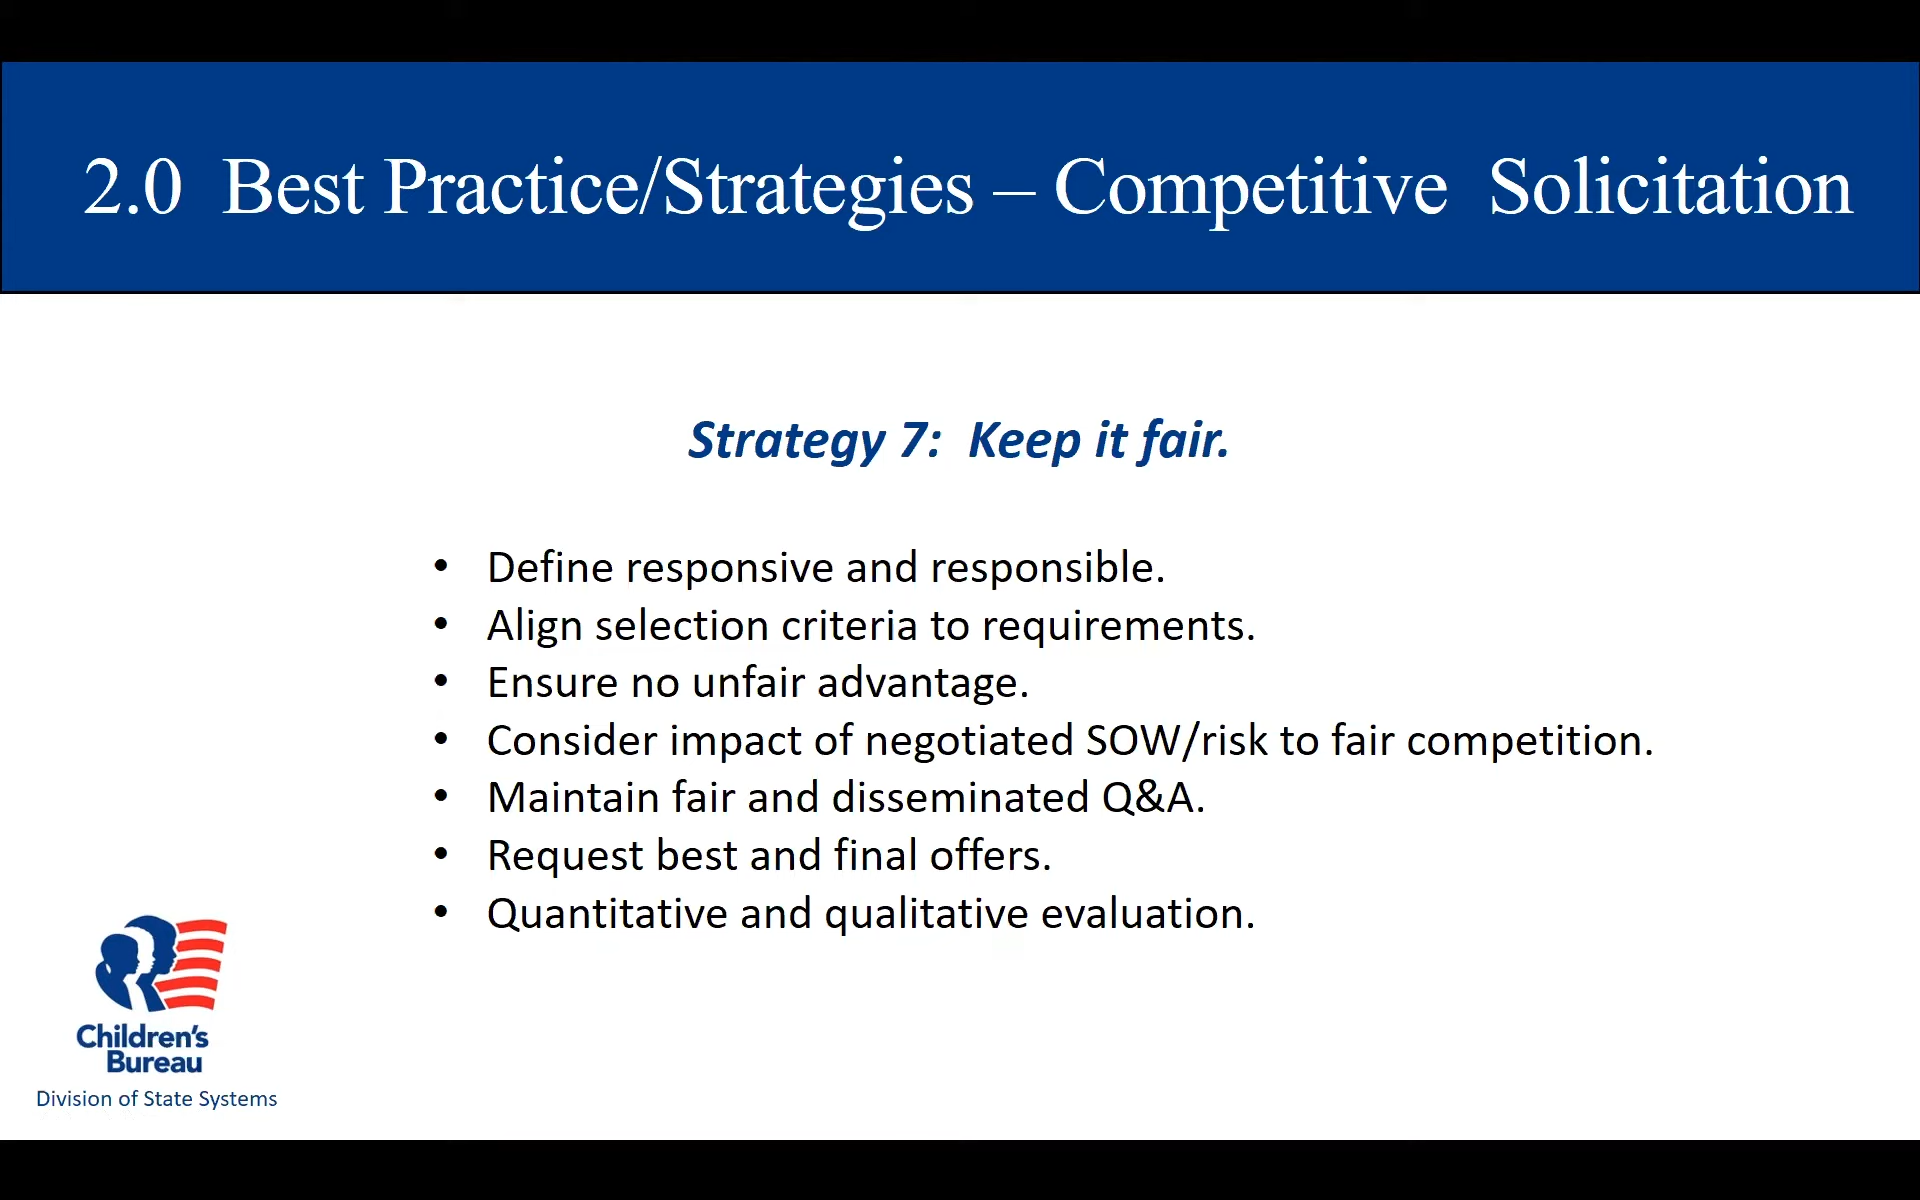 2.0  Best Practice/Strategies – Competitive  Solicitation
Strategy 7:  Keep it fair.
• Define responsive and responsible.
• Align selection criteria to requirements.
• Ensure no unfair advantage.
• Consider impact of negotiated SOW/risk to fair competition.
• Maintain fair and disseminated Q&A.
• Request best and final offers.
• Quantitative and qualitative evaluation.
Children's
Bureau
Division of State Systems